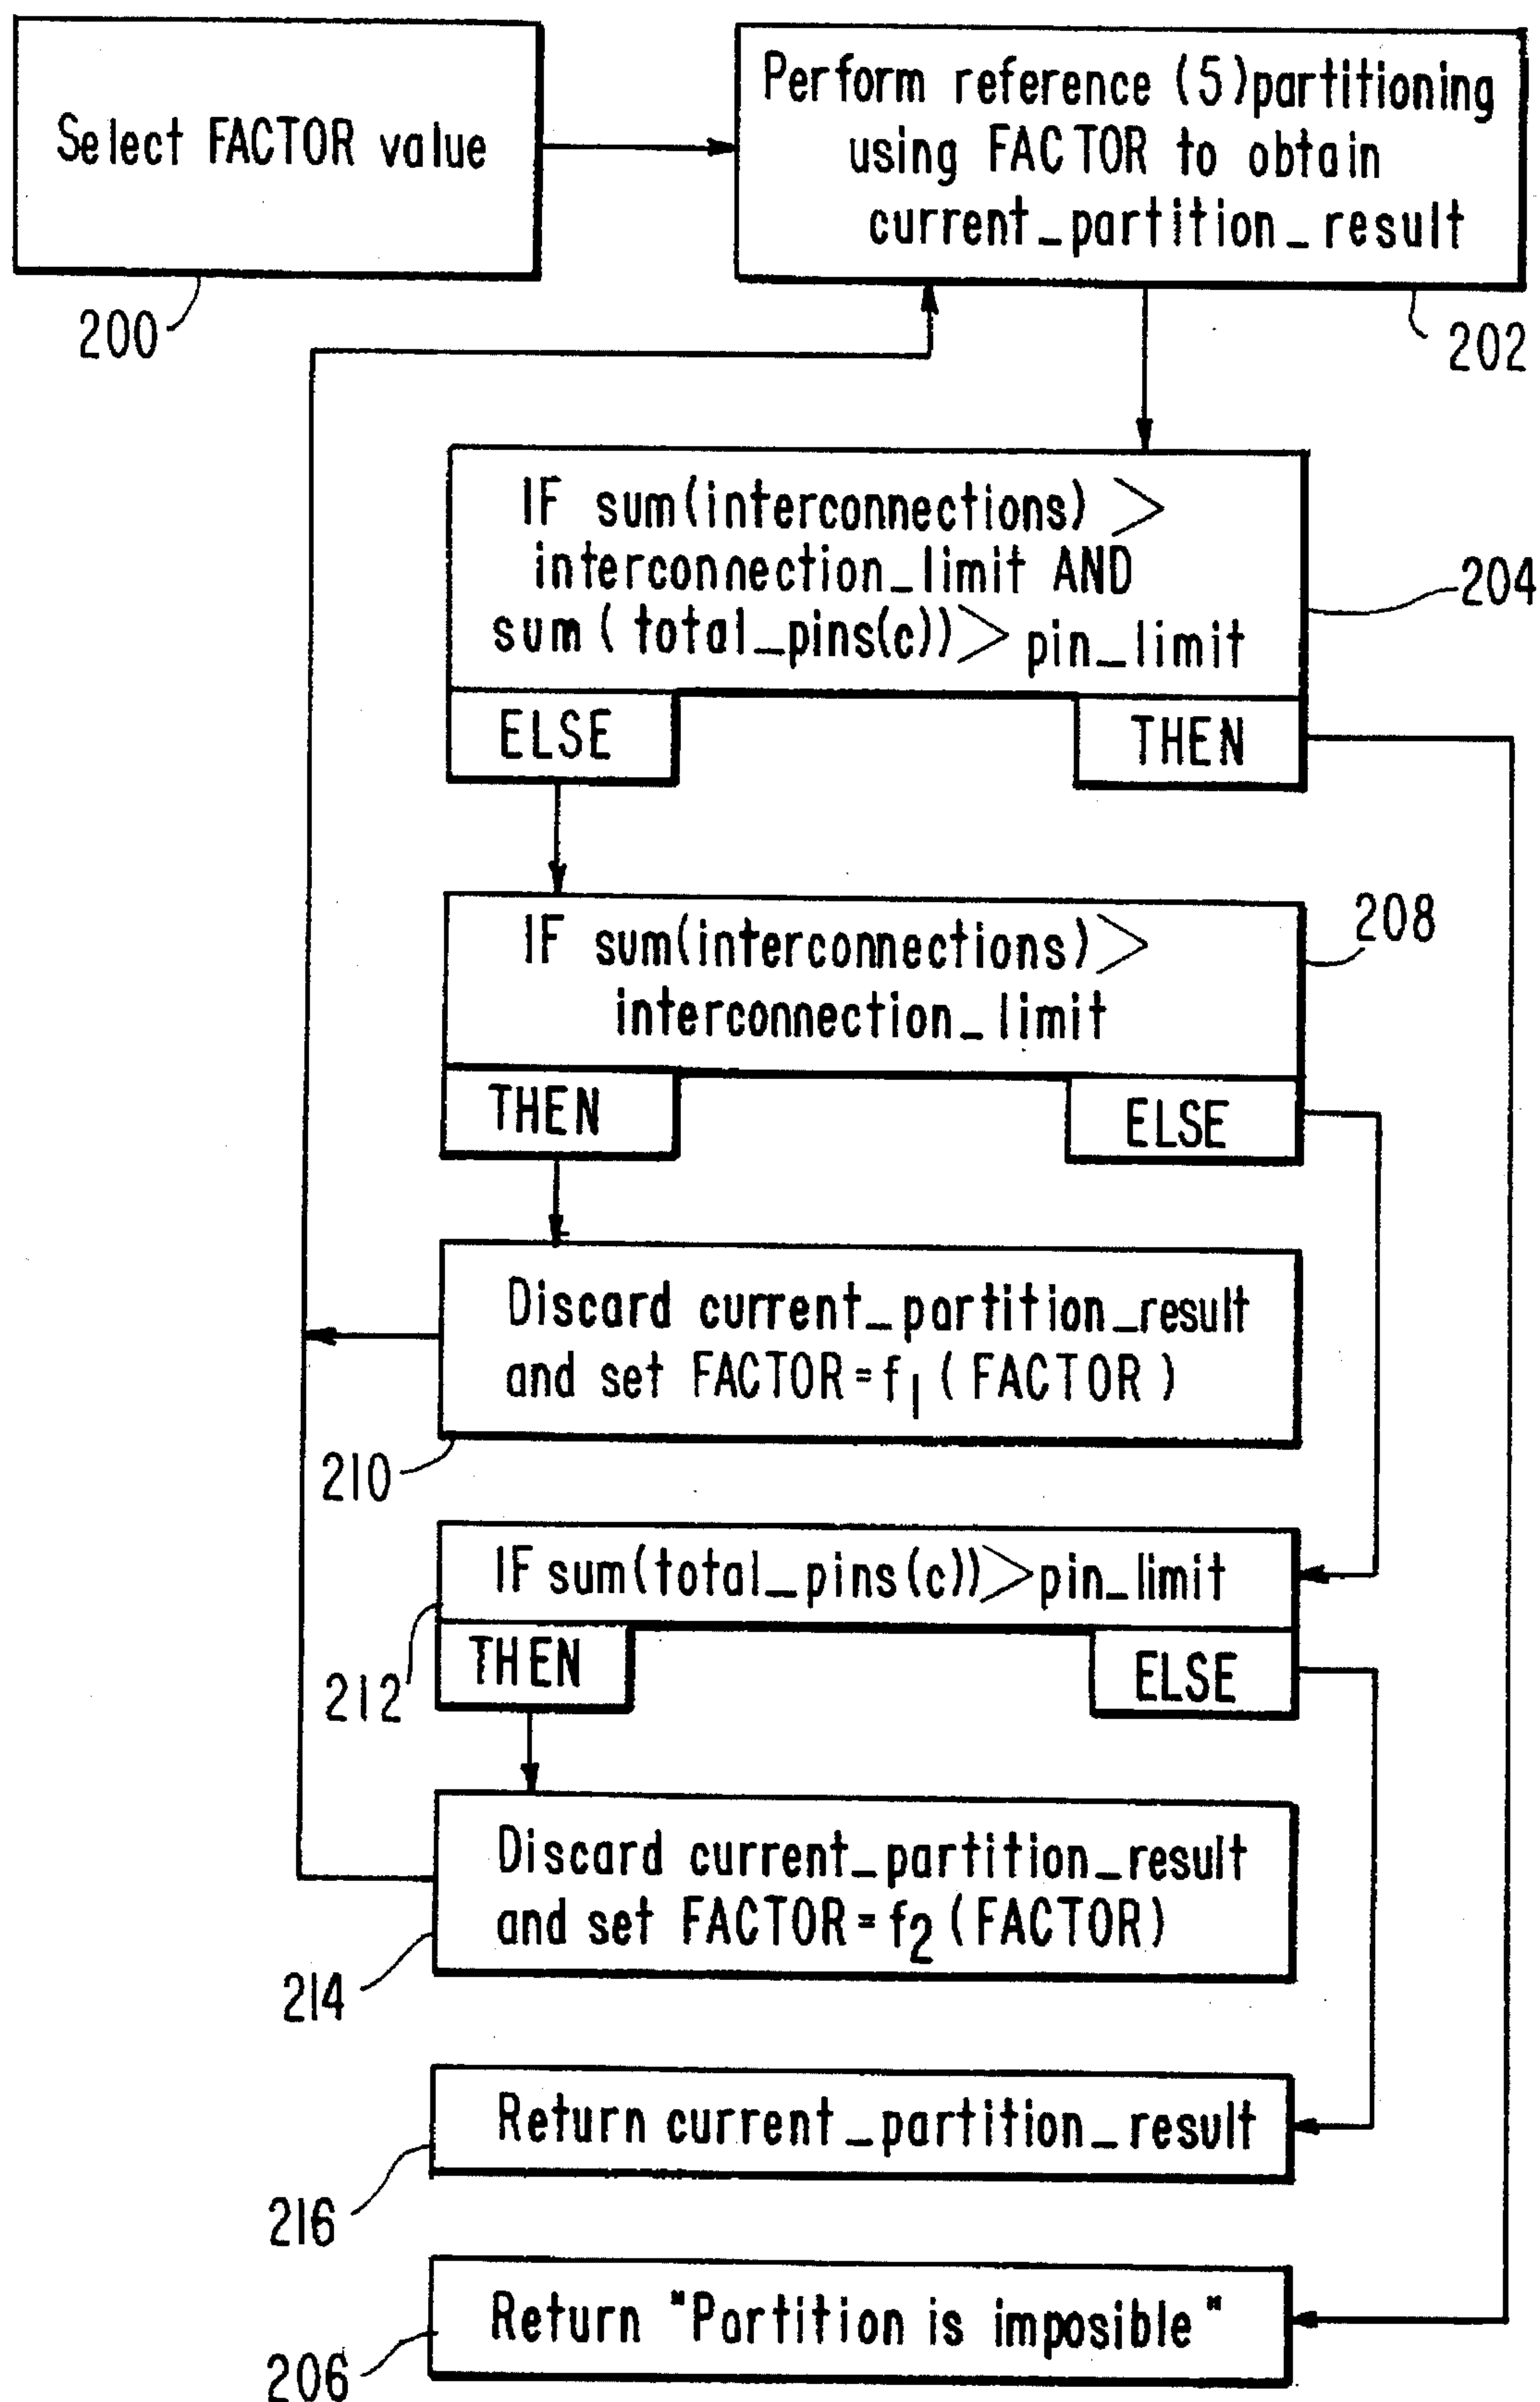 Select FACTOR value
200
Perform reference (5)partitioning
using FACTOR to obtain
current_partition_result
202
IF sum(interconnections) >
interconnection_limit AND
sum (total_pins(c))> pin_limit
204
ELSE
THEN
IF sum(interconnections)>
interconnection_limit
208
THEN
ELSE
Discard current_partition_result
and set FACTOR=f1 (FACTOR)
210
IF sum(total_pins(c))>pin_limit
212
THEN
ELSE
Discard current_partition_result
and set FACTOR=f2 (FACTOR)
214
Return current_partition_result
216
Return "Partition is imposible"
206